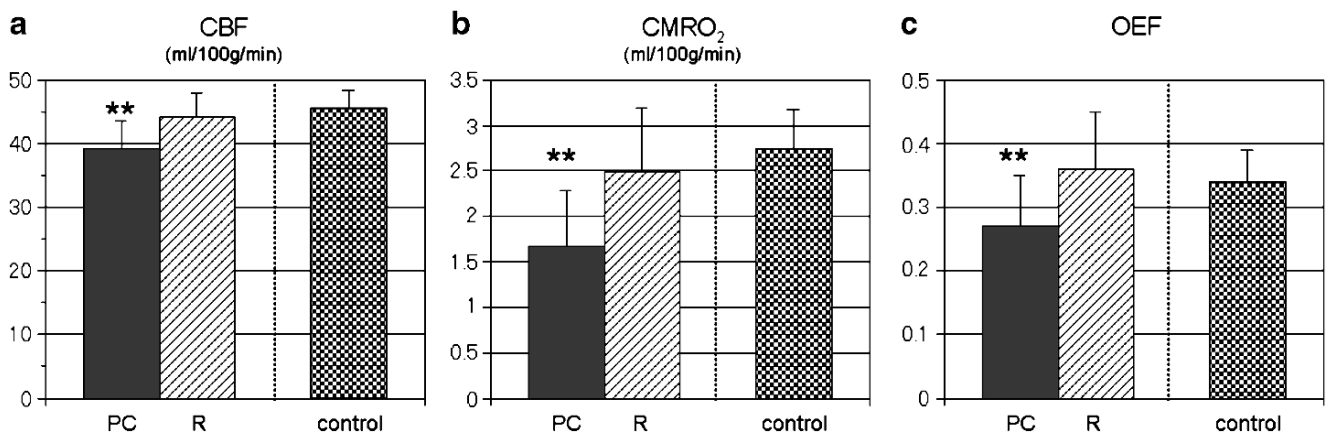 a CBF
(ml/100g/min)
50
40
30
20
10
0
**
PC R control
b CMRO₂
(ml/100g/min)
3.5
3
2.5
2
1.5
1
0.5
0
**
PC R control
c OEF
0.5
0.4
0.3
0.2
0.1
0
**
PC R control